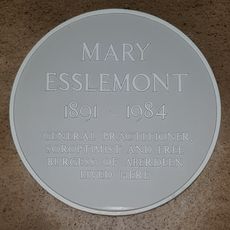 MARY
ESSLEMONT
1891 - 1984
GENERAL PRACTITIONER,
SOROPTIMIST AND FREE
BURGESS OF ABERDEEN
LIVED HERE